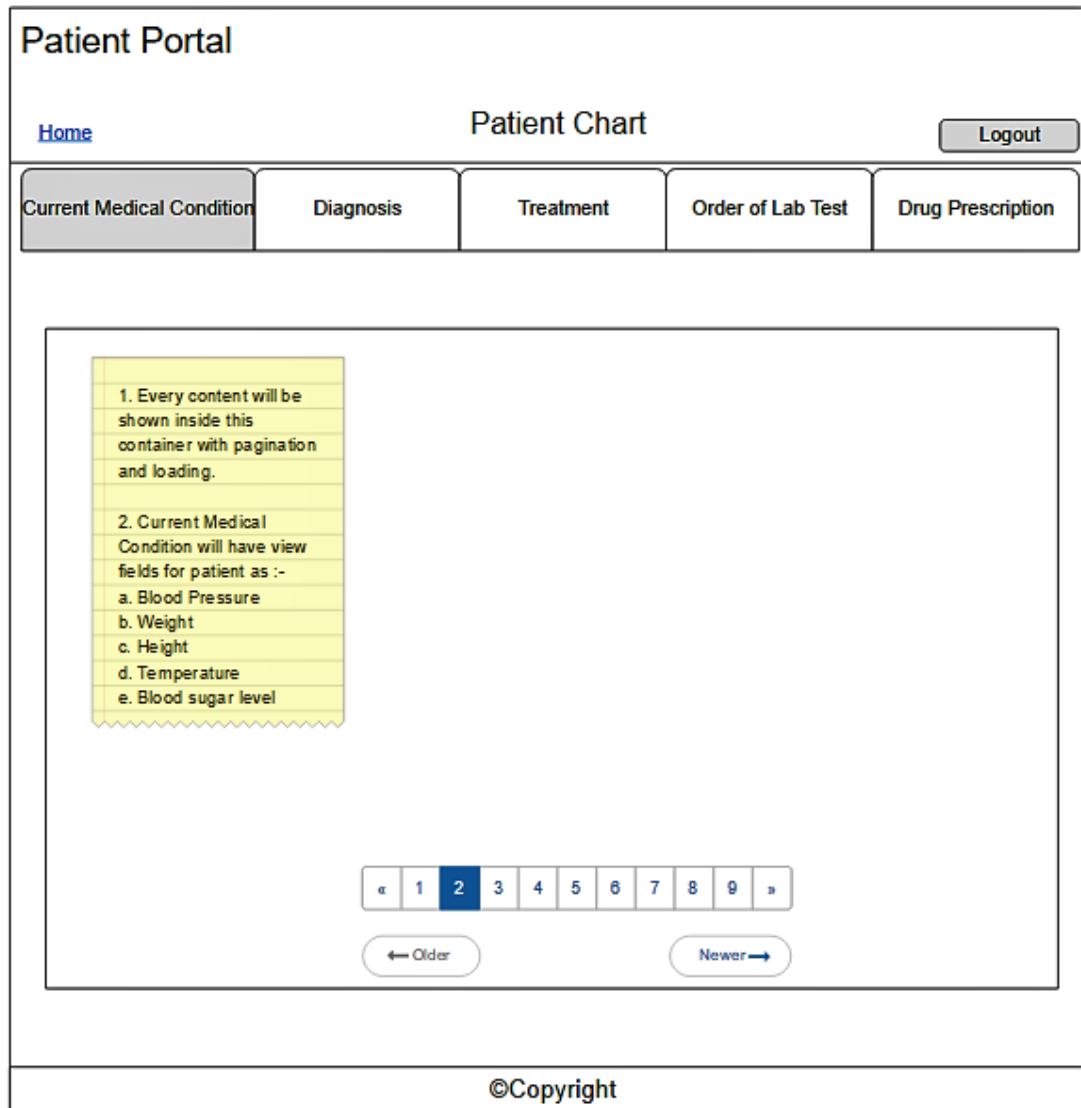 Patient Portal
Home
Patient Chart
Logout
Current Medical Condition
Diagnosis
Treatment
Order of Lab Test
Drug Prescription
1. Every content will be
shown inside this
container with pagination
and loading.
2. Current Medical
Condition will have view
fields for patient as :-
a. Blood Pressure
b. Weight
c. Height
d. Temperature
e. Blood sugar level
« 1 2 3 4 5 6 7 8 9 »
← Older
Newer →
©Copyright